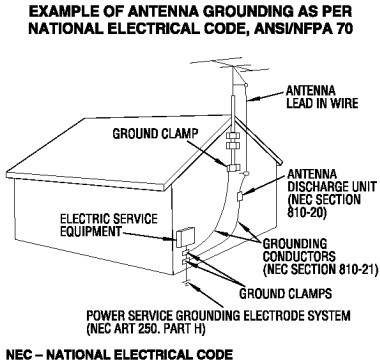 EXAMPLE OF ANTENNA GROUNDING AS PER
NATIONAL ELECTRICAL CODE, ANSI/NFPA 70
ANTENNA
LEAD IN WIRE
GROUND CLAMP
ANTENNA
DISCHARGE UNIT
(NEC SECTION
810-20)
ELECTRIC SERVICE
EQUIPMENT
GROUNDING
CONDUCTORS
(NEC SECTION 810-21)
GROUND CLAMPS
POWER SERVICE GROUNDING ELECTRODE SYSTEM
(NEC ART 250. PART H)
NEC – NATIONAL ELECTRICAL CODE